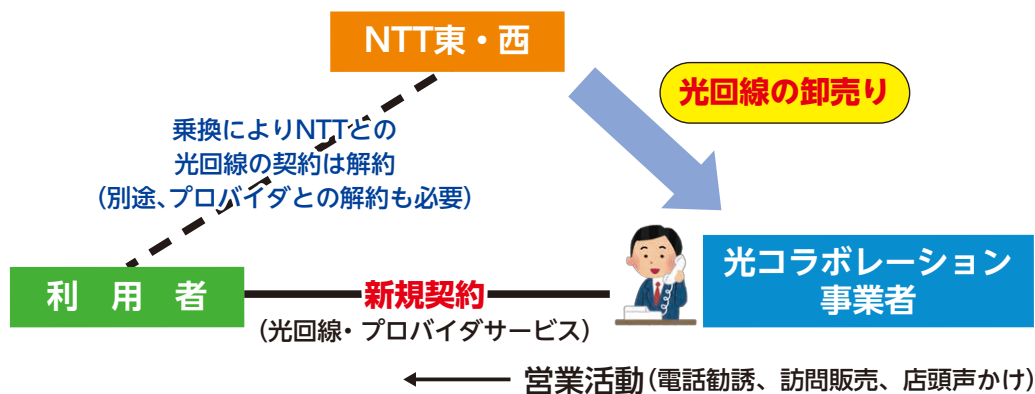 NTT東・西
光回線の卸売り
乗換によりNTTとの
光回線の契約は解約
(別途、プロバイダとの解約も必要)
利用者
新規契約
(光回線・プロバイダサービス)
光コラボレーション
事業者
営業活動(電話勧誘、訪問販売、店頭声かけ)